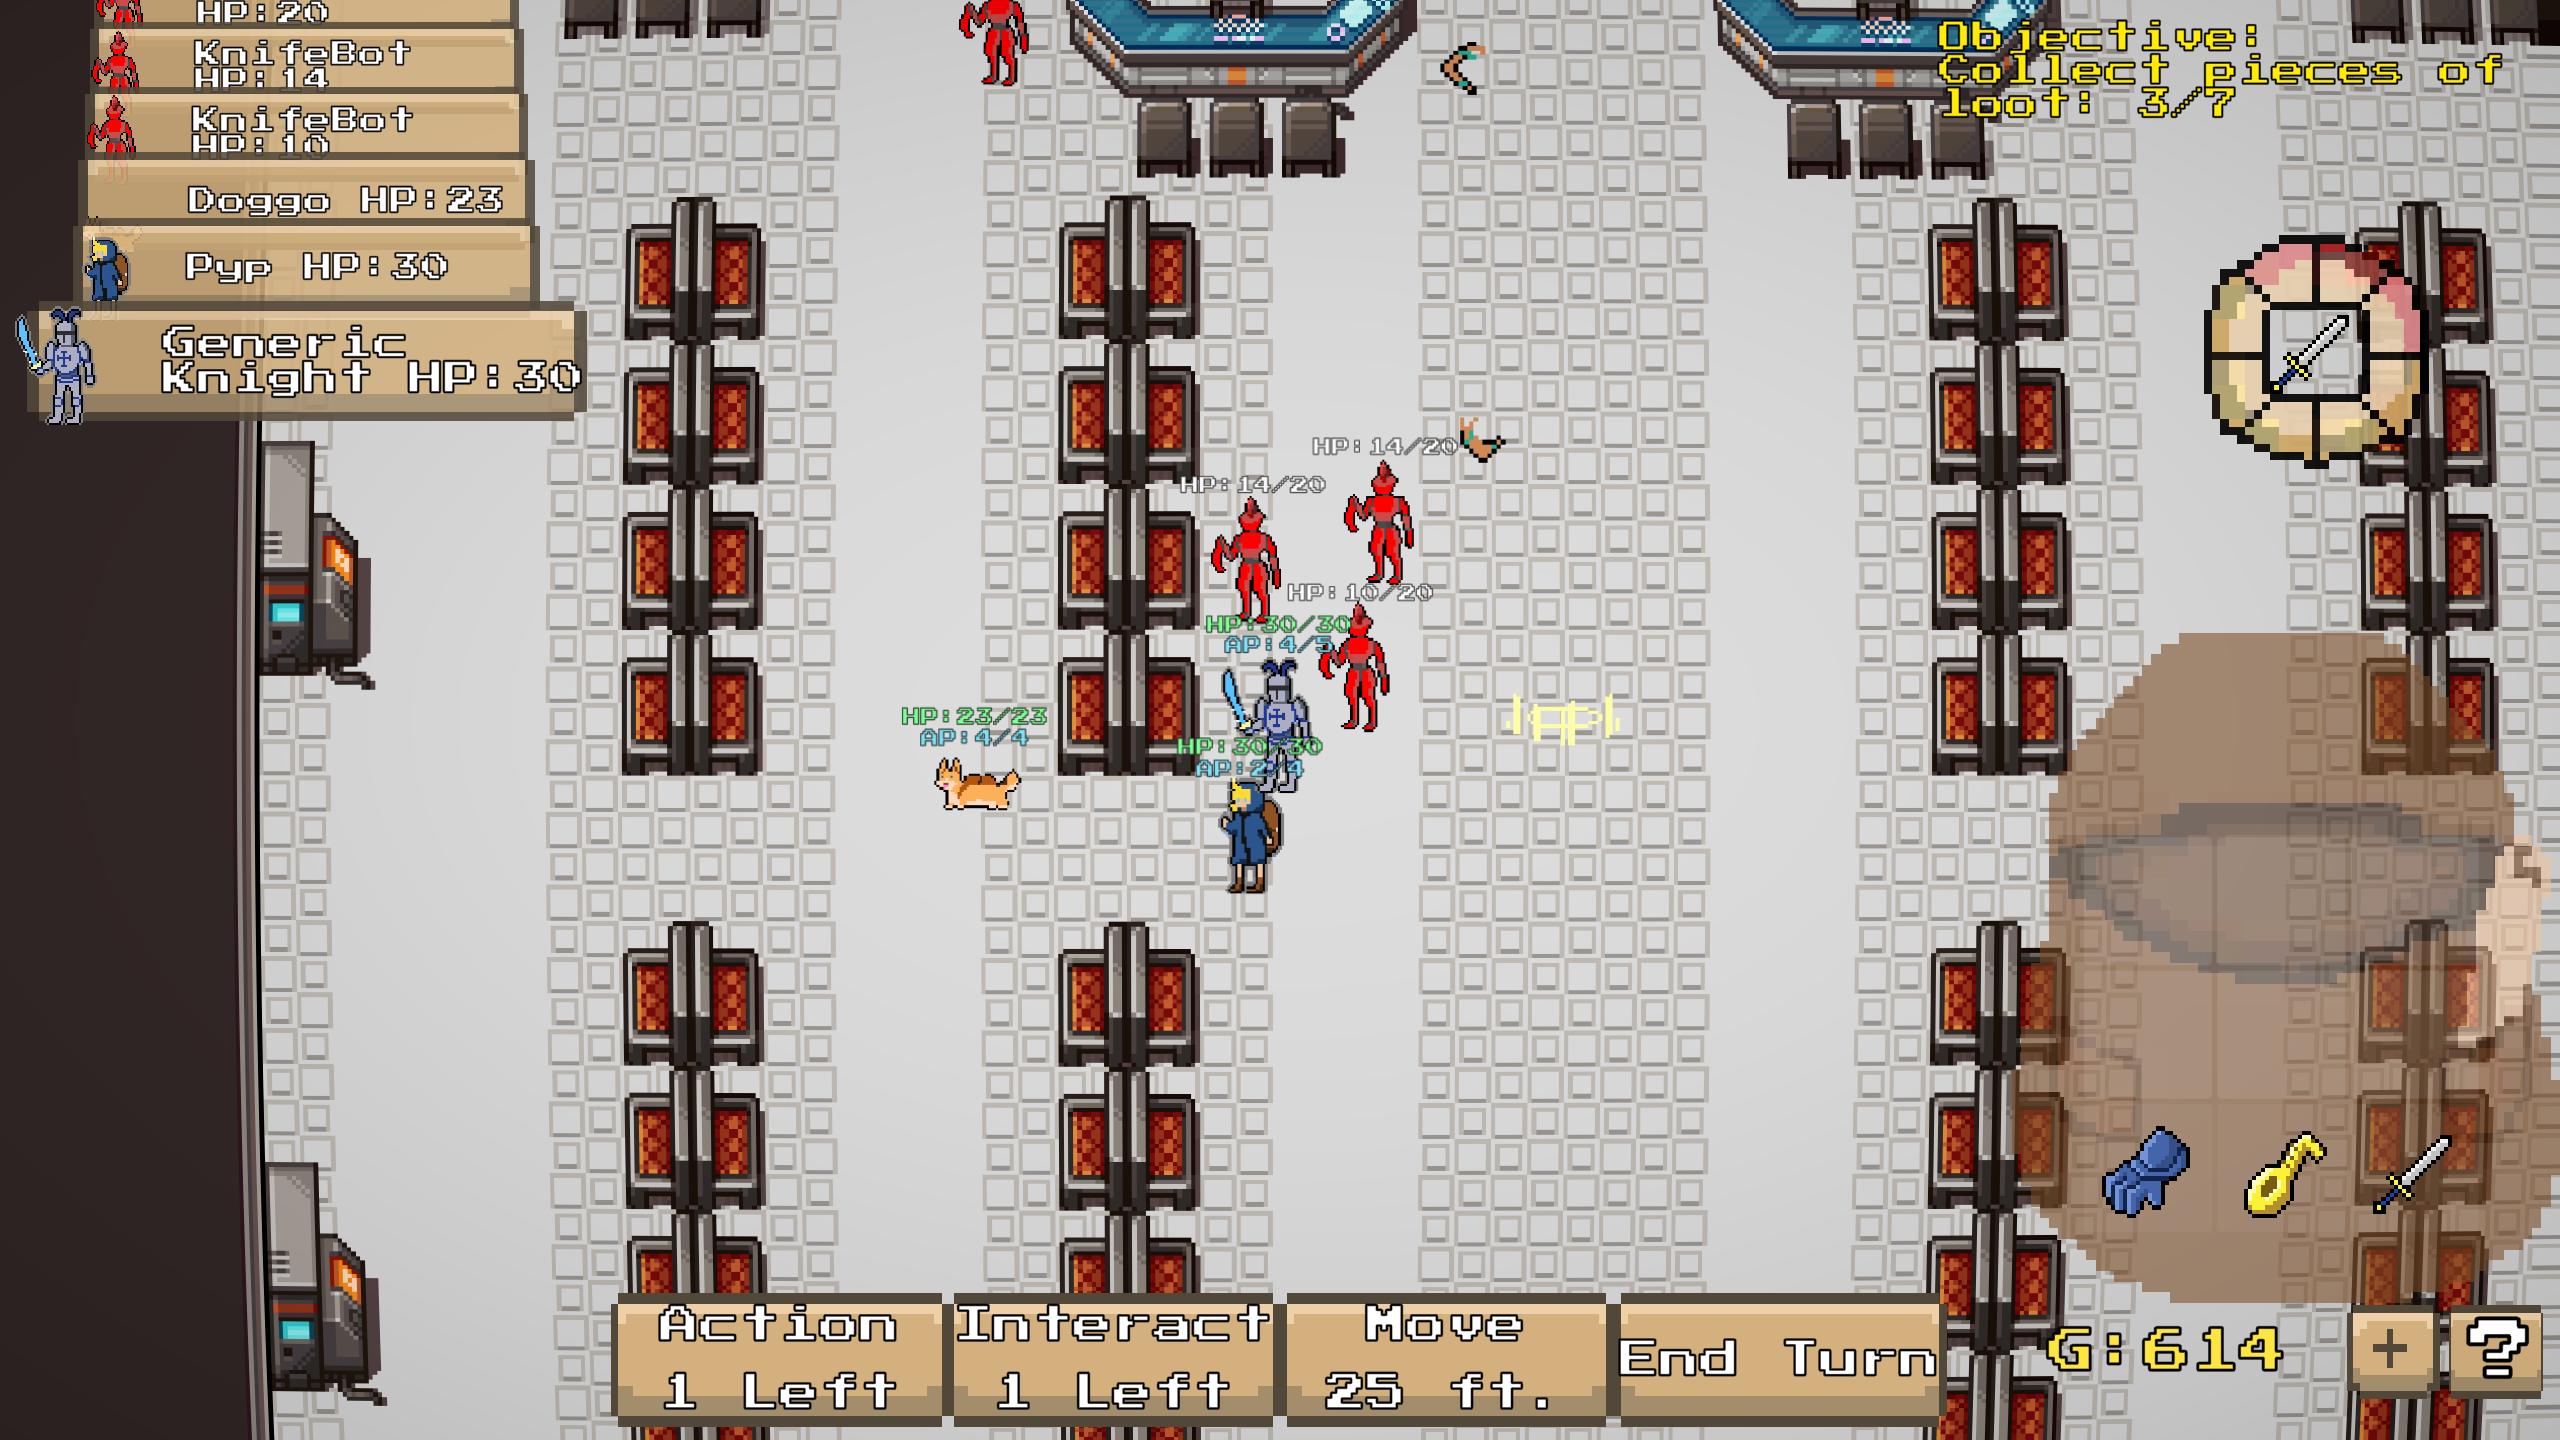 HP:20
KnifeBot
HP:14
KnifeBot
HP:10
Doggo HP:23
Pyp HP:30
Generic
Knight HP:30
Objective:
Collect pieces of
loot: 3/7
HP:14/20
HP:14/20
HP:10/20
HP:30/30
AP:4/5
HP:23/23
AP:4/4
HP:30/30
AP:2/4
Action
1 Left
Interact
1 Left
Move
25 ft.
End Turn
G:614
+
?